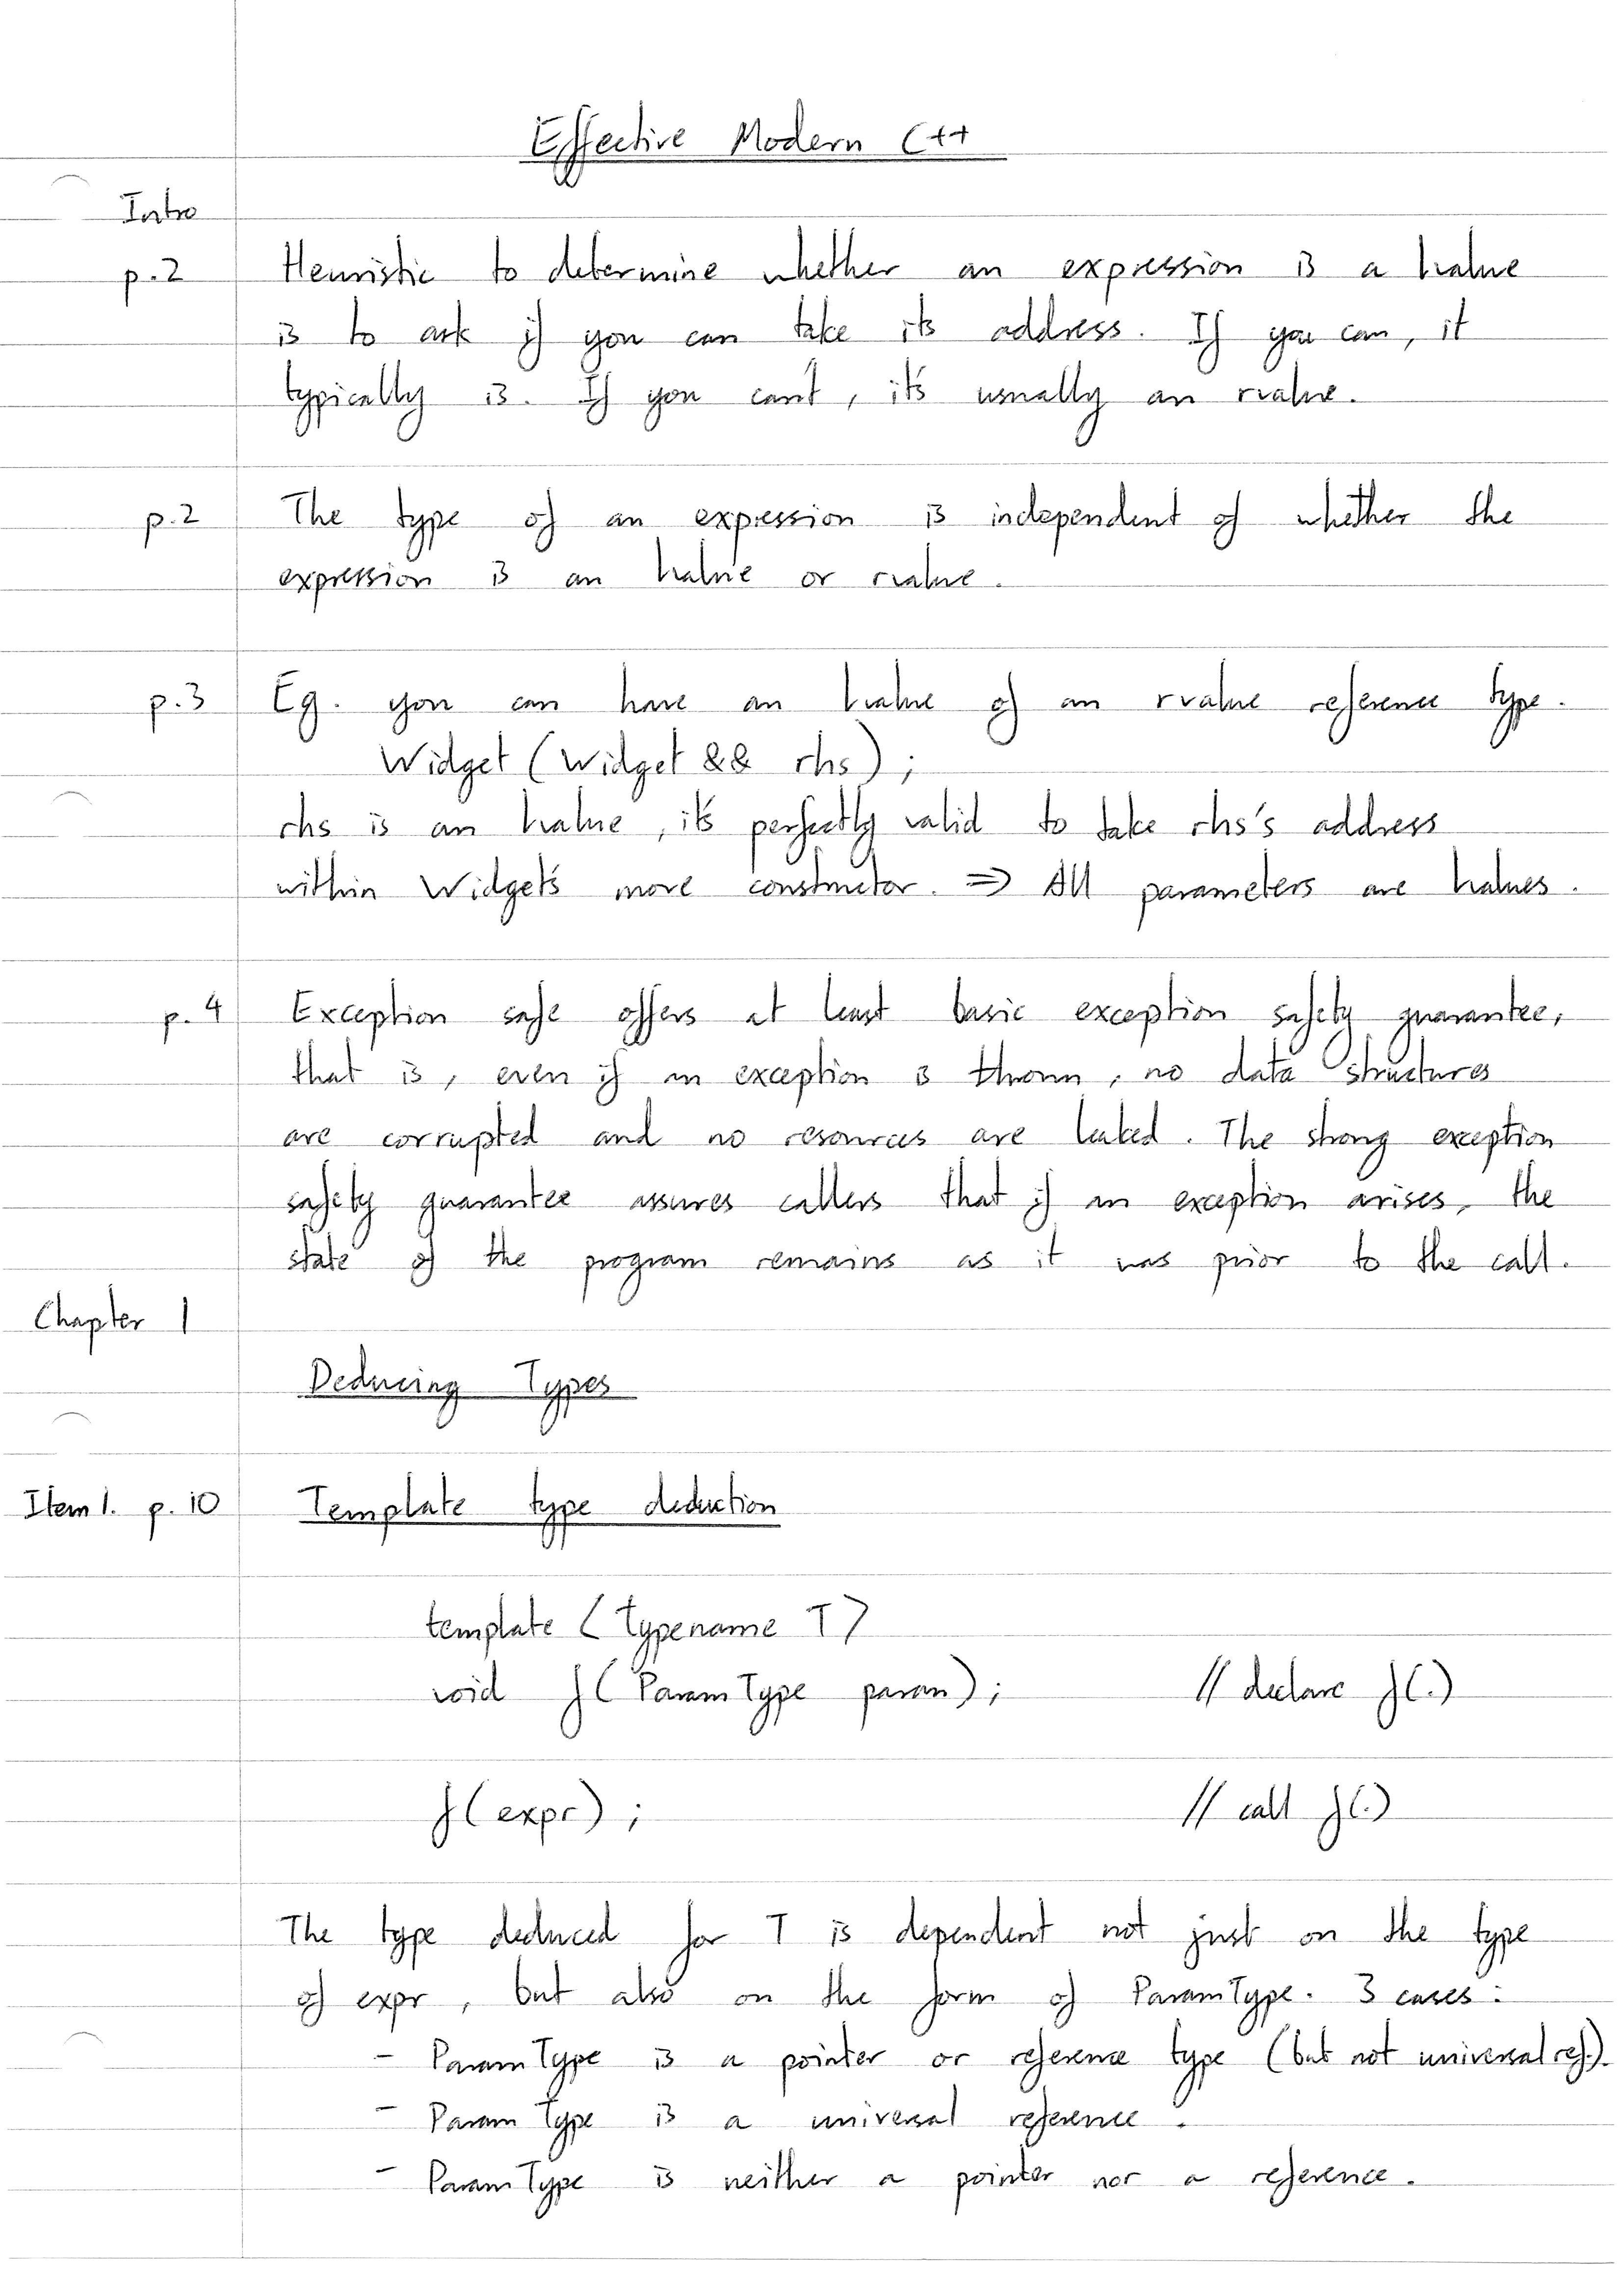 Effective Modern C++
Intro
p.2 Heuristic to determine whether an expression is a lvalue
is to ask if you can take its address. If you can, it
typically is. If you can't, it's usually an rvalue.
p.2 The type of an expression is independent of whether the
expression is an lvalue or rvalue.
p.3 Eg. you can have an lvalue of an rvalue reference type.
Widget (Widget && rhs);
rhs is an lvalue, it's perfectly valid to take rhs's address
within Widget's move constructor. => All parameters are lvalues.
p.4 Exception safe offers at least basic exception safety guarantee,
that is, even if an exception is thrown, no data structures
are corrupted and no resources are leaked. The strong exception
safety guarantee assures callers that if an exception arises, the
state of the program remains as it was prior to the call.
Chapter 1
Deducing Types
Item 1. p. 10 Template type deduction
template < typename T >
void f( ParamType param );    // declare f(.)
f( expr );    // call f(.)
The type deduced for T is dependent not just on the type
of expr, but also on the form of ParamType. 3 cases:
- ParamType is a pointer or reference type (but not universal ref.).
- ParamType is a universal reference.
- ParamType is neither a pointer nor a reference.